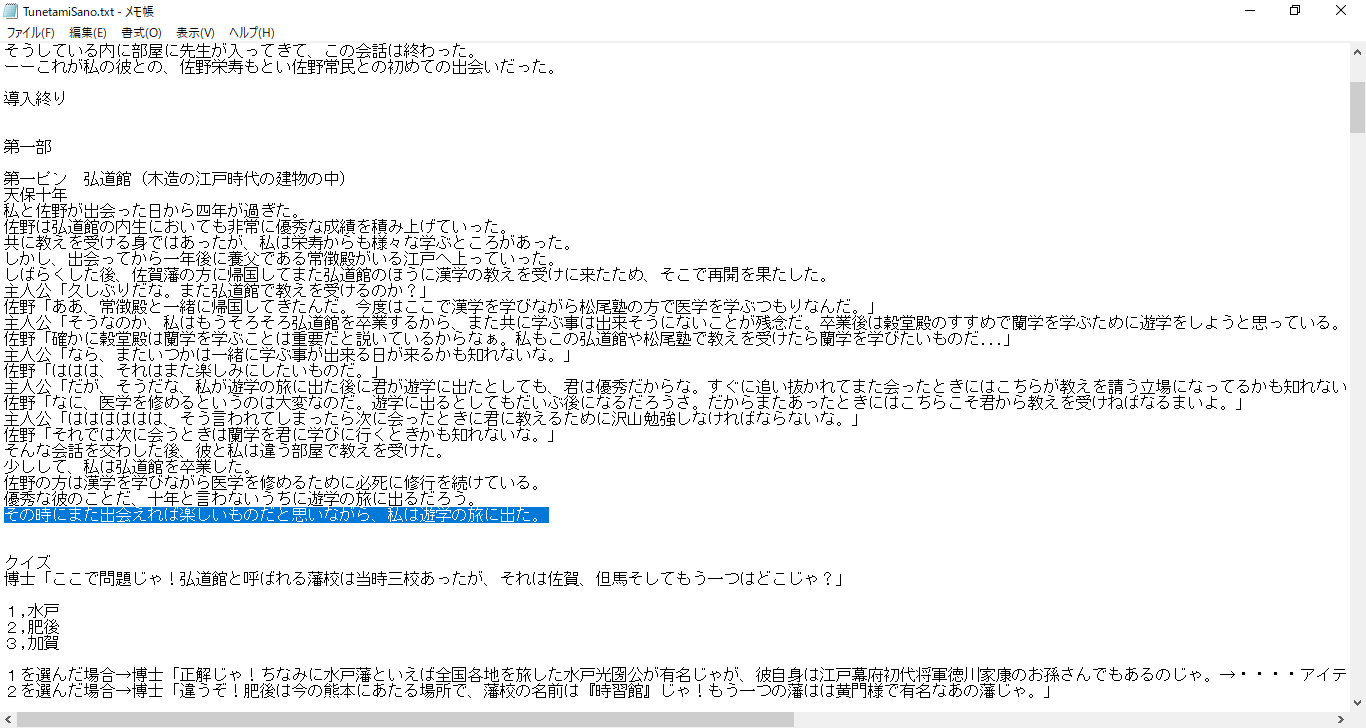 TunetamiSano.txt - メモ帳
ファイル(F) 編集(E) 書式(O) 表示(V) ヘルプ(H)
そうしている内に部屋に先生が入ってきて、この会話は終わった。
ーーこれが私の彼との、佐野栄寿もとい佐野常民との初めての出会いだった。
導入終り
第一部
第一ビン　弘道館（木造の江戸時代の建物の中）
天保十年
私と佐野が出会った日から四年が過ぎた。
佐野は弘道館の内生においても非常に優秀な成績を積み上げていった。
共に教えを受ける身ではあったが、私は栄寿からも様々な学ぶところがあった。
しかし、出会ってから一年後に養父である常徴殿がいる江戸へ上っていった。
しばらくした後、佐賀藩の方に帰国してまた弘道館のほうに漢学の教えを受けに来たため、そこで再開を果たした。
主人公「久しぶりだな。また弘道館で教えを受けるのか？」
佐野「ああ、常徴殿と一緒に帰国してきたんだ。今度はここで漢学を学びながら松尾塾の方で医学を学ぶつもりなんだ。」
主人公「そうなのか、私はもうそろそろ弘道館を卒業するから、また共に学ぶ事は出来そうにないことが残念だ。卒業後は穀堂殿のすすめで蘭学を学ぶために遊学をしようと思っている。
佐野「確かに穀堂殿は蘭学を学ぶことは重要だと説いているからなぁ。私もこの弘道館や松尾塾で教えを受けたら蘭学を学びたいものだ...」
主人公「なら、またいつかは一緒に学ぶ事が出来る日が来るかも知れないな。」
佐野「ははは、それはまた楽しみにしたいものだ。」
主人公「だが、そうだな、私が遊学の旅に出た後に君が遊学に出たとしても、君は優秀だからな。すぐに追い抜かれてまた会ったときにはこちらが教えを請う立場になってるかも知れない
佐野「なに、医学を修めるというのは大変なのだ。遊学に出るとしてもだいぶ後になるだろうさ。だからまたあったときにはこちらこそ君から教えを受けねばなるまいよ。」
主人公「はははははは、そう言われてしまったら次に会ったときに君に教えるために沢山勉強しなければならないな。」
佐野「それでは次に会うときは蘭学を君に学びに行くときかも知れないな。」
そんな会話を交わした後、彼と私は違う部屋で教えを受けた。
少しして、私は弘道館を卒業した。
佐野の方は漢学を学びながら医学を修めるために必死に修行を続けている。
優秀な彼のことだ、十年と言わないうちに遊学の旅に出るだろう。
その時にまた出会えれは楽しいものだと思いながら、私は遊学の旅に出た。
クイズ
博士「ここで問題じゃ！弘道館と呼ばれる藩校は当時三校あったが、それは佐賀、但馬そしてもう一つはどこじゃ？」
１,水戸
２,肥後
３,加賀
１を選んだ場合→博士「正解じゃ！ちなみに水戸藩といえば全国各地を旅した水戸光圀公が有名じゃが、彼自身は江戸幕府初代将軍徳川家康のお孫さんでもあるのじゃ。→・・・・アイテ
２を選んだ場合→博士「違うぞ！肥後は今の熊本にあたる場所で、藩校の名前は『時習館』じゃ！もう一つの藩はは黄門様で有名なあの藩じゃ。」